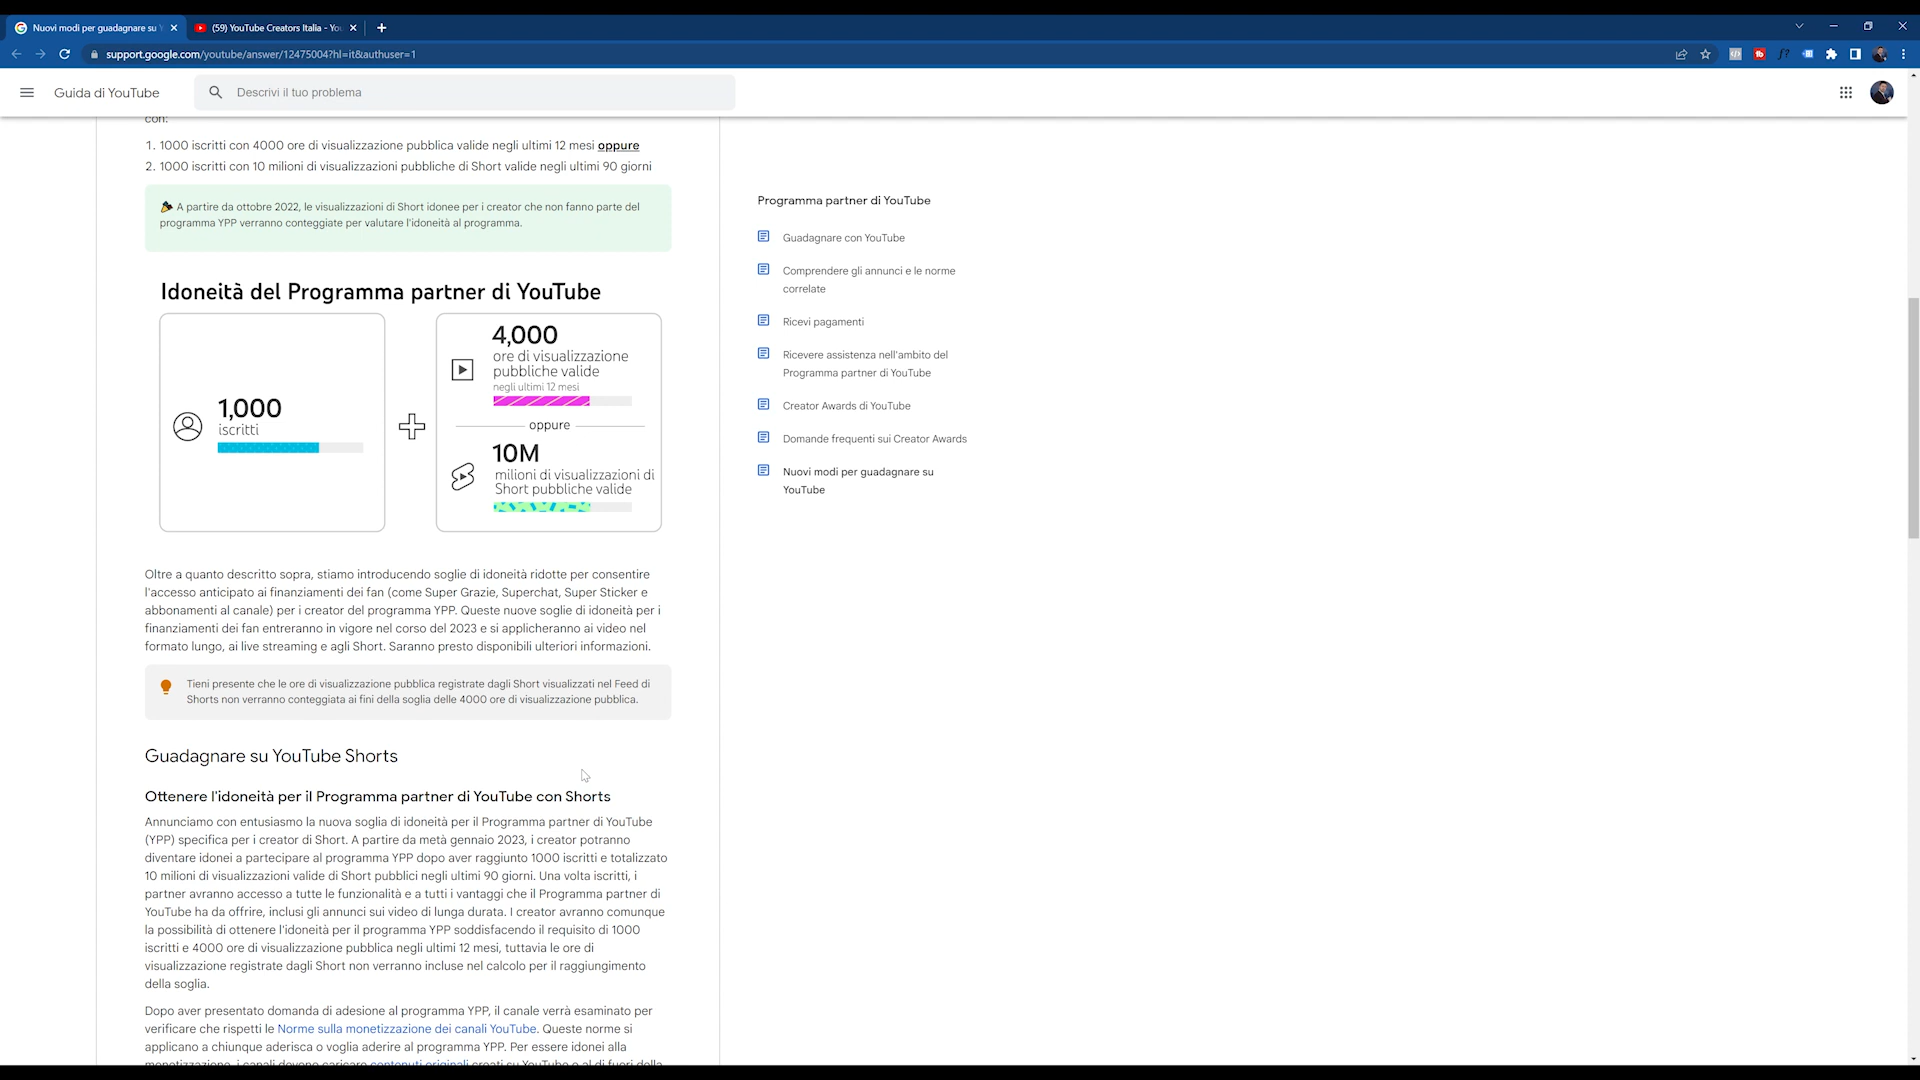 Nuovi modi per guadagnare su Y
(59) YouTube Creators Italia - You
support.google.com/youtube/answer/12475004?hl=it&authuser=1
Guida di YouTube
Descrivi il tuo problema
con:
1. 1000 iscritti con 4000 ore di visualizzazione pubblica valide negli ultimi 12 mesi oppure
2. 1000 iscritti con 10 milioni di visualizzazioni pubbliche di Short valide negli ultimi 90 giorni
A partire da ottobre 2022, le visualizzazioni di Short idonee per i creator che non fanno parte del
programma YPP verranno conteggiate per valutare l'idoneità al programma.
Idoneità del Programma partner di YouTube
1,000
iscritti
4,000
ore di visualizzazione
pubbliche valide
negli ultimi 12 mesi
oppure
10M
milioni di visualizzazioni di
Short pubbliche valide
Oltre a quanto descritto sopra, stiamo introducendo soglie di idoneità ridotte per consentire
l'accesso anticipato ai finanziamenti dei fan (come Super Grazie, Superchat, Super Sticker e
abbonamenti al canale) per i creator del programma YPP. Queste nuove soglie di idoneità per i
finanziamenti dei fan entreranno in vigore nel corso del 2023 e si applicheranno ai video nel
formato lungo, ai live streaming e agli Short. Saranno presto disponibili ulteriori informazioni.
Tieni presente che le ore di visualizzazione pubblica registrate dagli Short visualizzati nel Feed di
Shorts non verranno conteggiata ai fini della soglia delle 4000 ore di visualizzazione pubblica.
Guadagnare su YouTube Shorts
Ottenere l'idoneità per il Programma partner di YouTube con Shorts
Annunciamo con entusiasmo la nuova soglia di idoneità per il Programma partner di YouTube
(YPP) specifica per i creator di Short. A partire da metà gennaio 2023, i creator potranno
diventare idonei a partecipare al programma YPP dopo aver raggiunto 1000 iscritti e totalizzato
10 milioni di visualizzazioni valide di Short pubblici negli ultimi 90 giorni. Una volta iscritti, i
partner avranno accesso a tutte le funzionalità e a tutti i vantaggi che il Programma partner di
YouTube ha da offrire, inclusi gli annunci sui video di lunga durata. I creator avranno comunque
la possibilità di ottenere l'idoneità per il programma YPP soddisfacendo il requisito di 1000
iscritti e 4000 ore di visualizzazione pubblica negli ultimi 12 mesi, tuttavia le ore di
visualizzazione registrate dagli Short non verranno incluse nel calcolo per il raggiungimento
della soglia.
Dopo aver presentato domanda di adesione al programma YPP, il canale verrà esaminato per
verificare che rispetti le Norme sulla monetizzazione dei canali YouTube. Queste norme si
applicano a chiunque aderisca o voglia aderire al programma YPP. Per essere idonei alla
monetizzazione, i canali devono caricare contenuti originali creati su YouTube o al di fuori della
Programma partner di YouTube
Guadagnare con YouTube
Comprendere gli annunci e le norme
correlate
Ricevi pagamenti
Ricevere assistenza nell'ambito del
Programma partner di YouTube
Creator Awards di YouTube
Domande frequenti sui Creator Awards
Nuovi modi per guadagnare su
YouTube